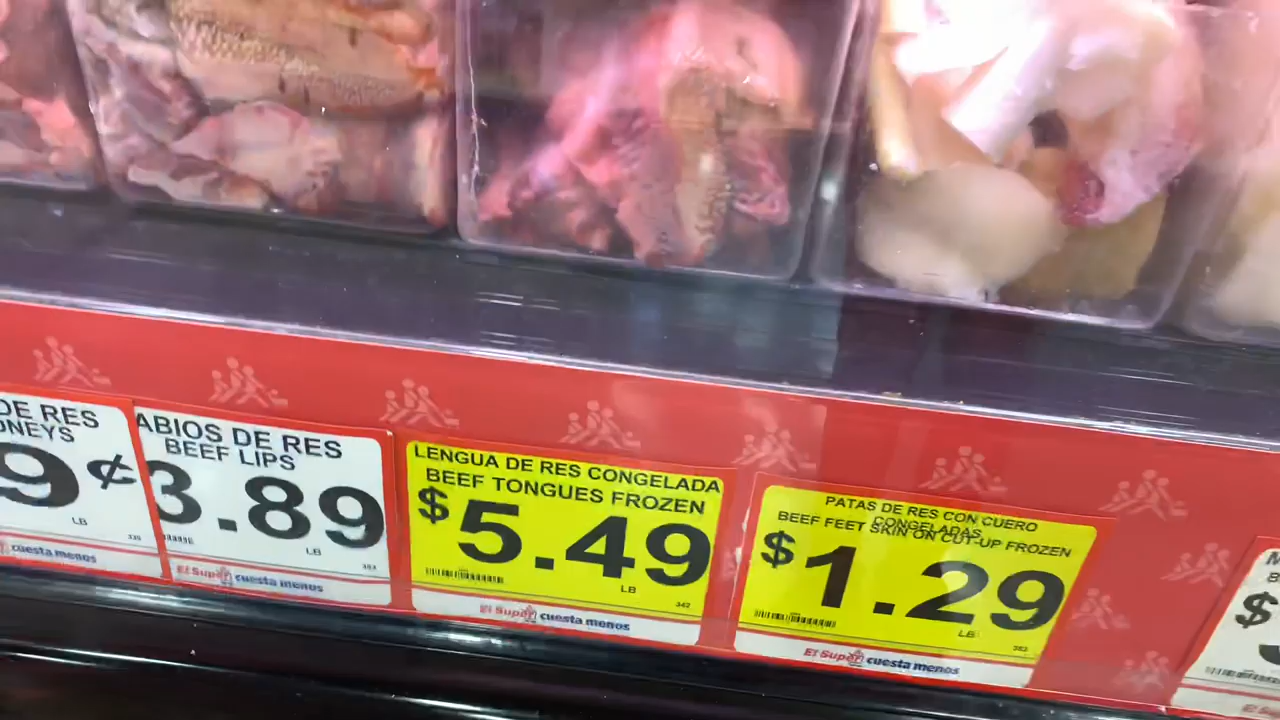 DE RES
9¢
LB
cuesta menos
ABIOS DE RES
BEEF LIPS
3.89
LB
El Super cuesta menos
LENGUA DE RES CONGELADA
BEEF TONGUES FROZEN
$5.49
LB
342
El Super cuesta menos
PATAS DE RES CON CUERO
CONGELADAS
BEEF FEET SKIN ON CUT-UP FROZEN
$1.29
LB
383
El Super cuesta menos
$